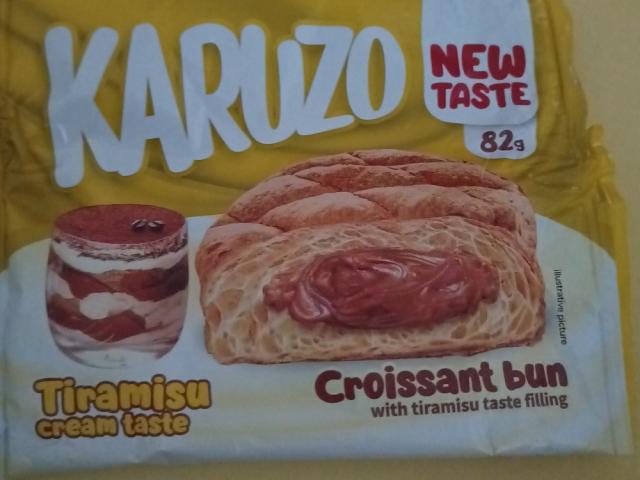 KARUZO
NEW
TASTE
82g
illustrative picture
Tiramisu
cream taste
Croissant bun
with tiramisu taste filling